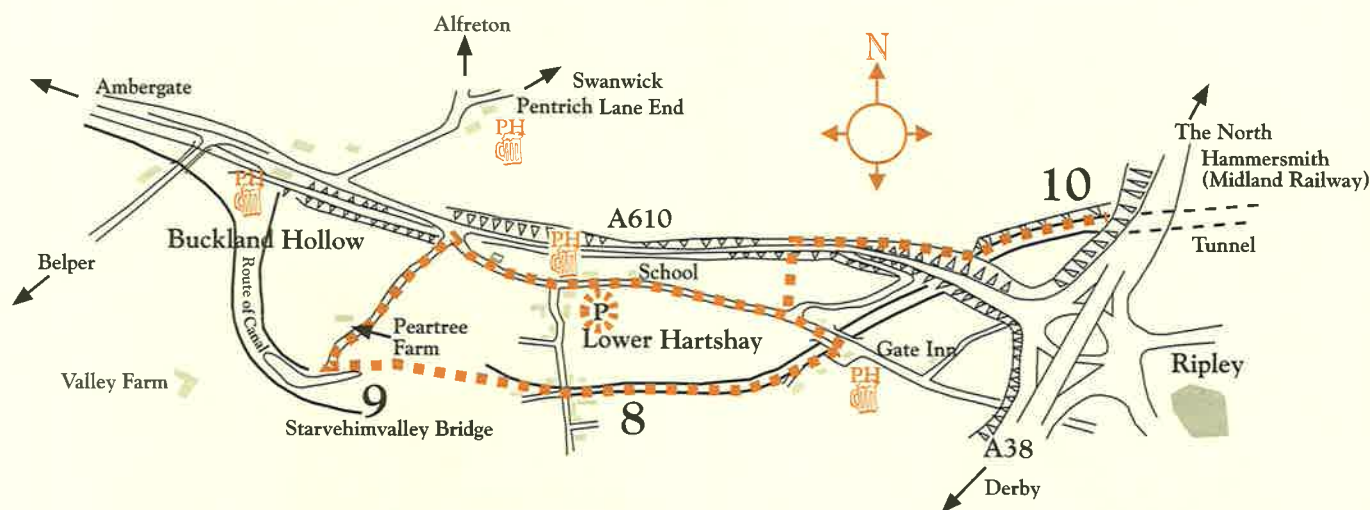 Alfreton
Ambergate
Swanwick
Pentrich Lane End
PH
N
The North
Hammersmith
(Midland Railway)
10
A610
PH
PH
Buckland Hollow
Tunnel
School
Belper
Route of Canal
P
Peartree
Farm
Lower Hartshay
Gate Inn
Ripley
Valley Farm
PH
9
8
Starvehimvalley Bridge
A38
Derby